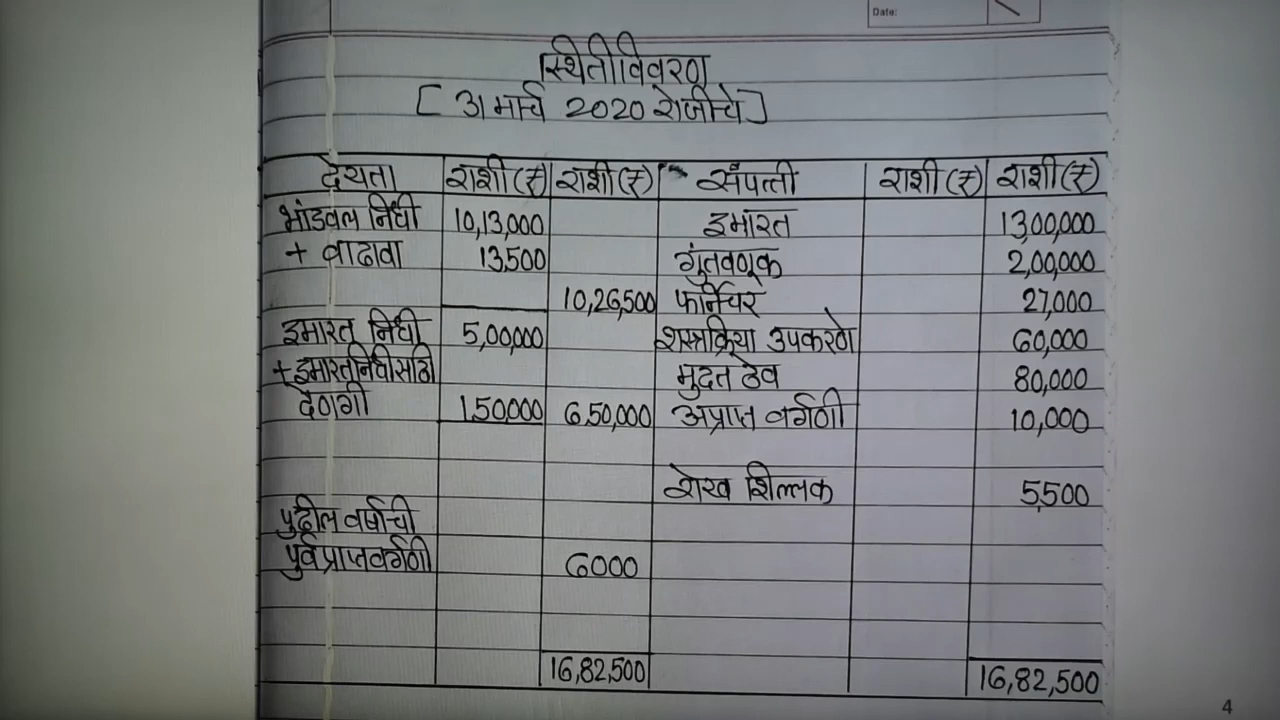 Date:
स्थितीविवरण
[ 31 मार्च 2020 रोजीचे ]
देयता राशी (₹) राशी (₹) संपत्ती राशी (₹) राशी (₹)
भांडवल निधी 10,13,000 इमारत 13,00,000
+ वाढावा 13,500 गुंतवणूक 2,00,000
10,26,500 फर्निचर 27,000
इमारत निधी 5,00,000 शस्त्रक्रिया उपकरणे 60,000
+ इमारतनिधीसाठी मुदत ठेव 80,000
देणगी 1,50,000 6,50,000 अप्राप्त वर्गणी 10,000
रोख शिल्लक 5,500
पुढील वर्षाची
पुर्वप्राप्तवर्गणी 6000
16,82,500 16,82,500
4